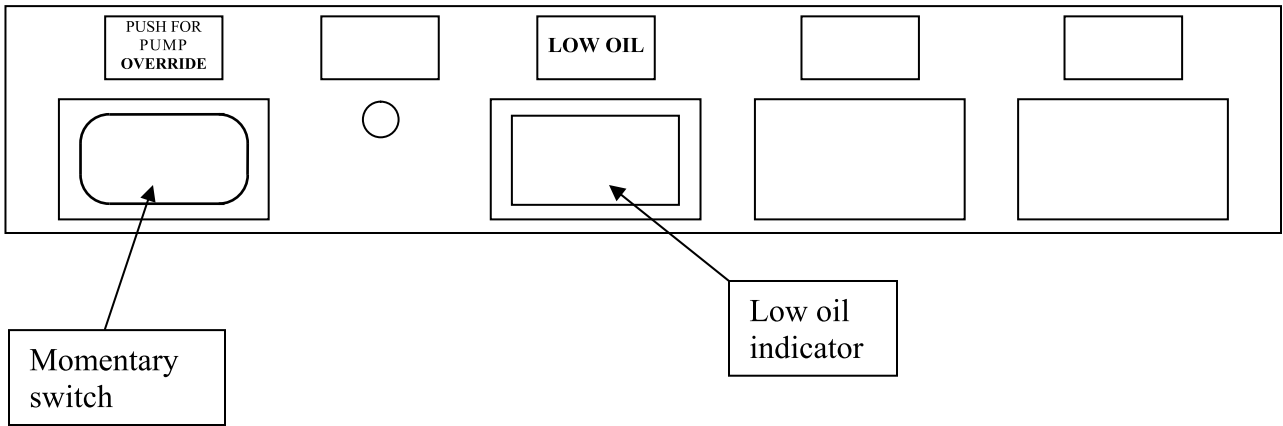 PUSH FOR
PUMP
OVERRIDE
LOW OIL
Momentary
switch
Low oil
indicator